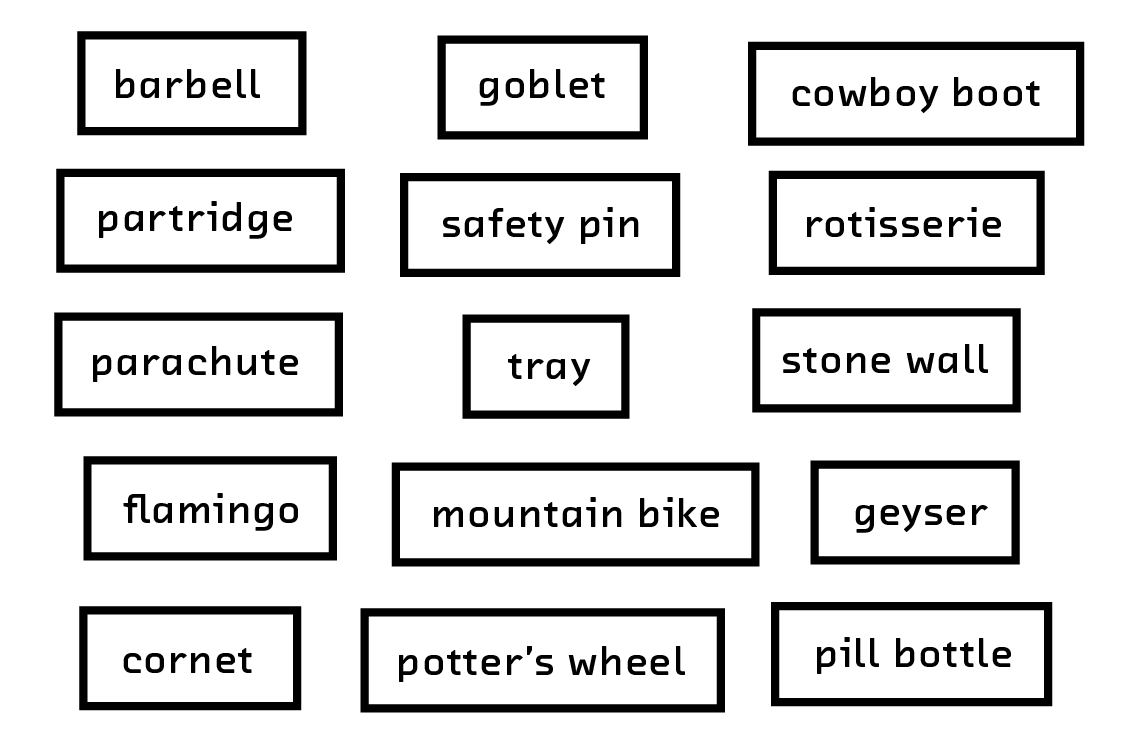 barbell
goblet
cowboy boot
partridge
safety pin
rotisserie
parachute
tray
stone wall
flamingo
mountain bike
geyser
cornet
potter's wheel
pill bottle